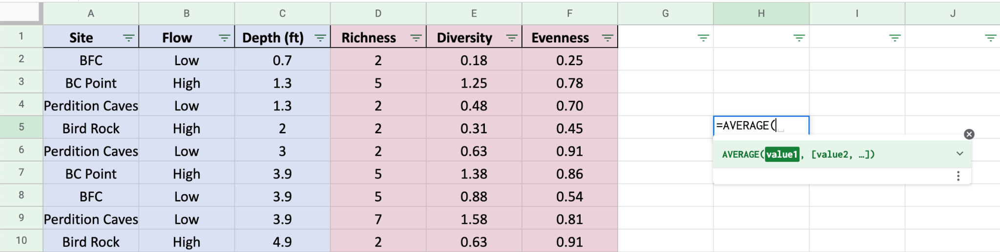 A B C D E F G H I J
1 Site Flow Depth (ft) Richness Diversity Evenness
2 BFC Low 0.7 2 0.18 0.25
3 BC Point High 1.3 5 1.25 0.78
4 Perdition Caves Low 1.3 2 0.48 0.70
5 Bird Rock High 2 2 0.31 0.45 =AVERAGE(
6 Perdition Caves Low 3 2 0.63 0.91 AVERAGE(value1, [value2, …])
7 BC Point High 3.9 5 1.38 0.86
8 BFC Low 3.9 5 0.88 0.54
9 Perdition Caves Low 3.9 7 1.58 0.81
10 Bird Rock High 4.9 2 0.63 0.91